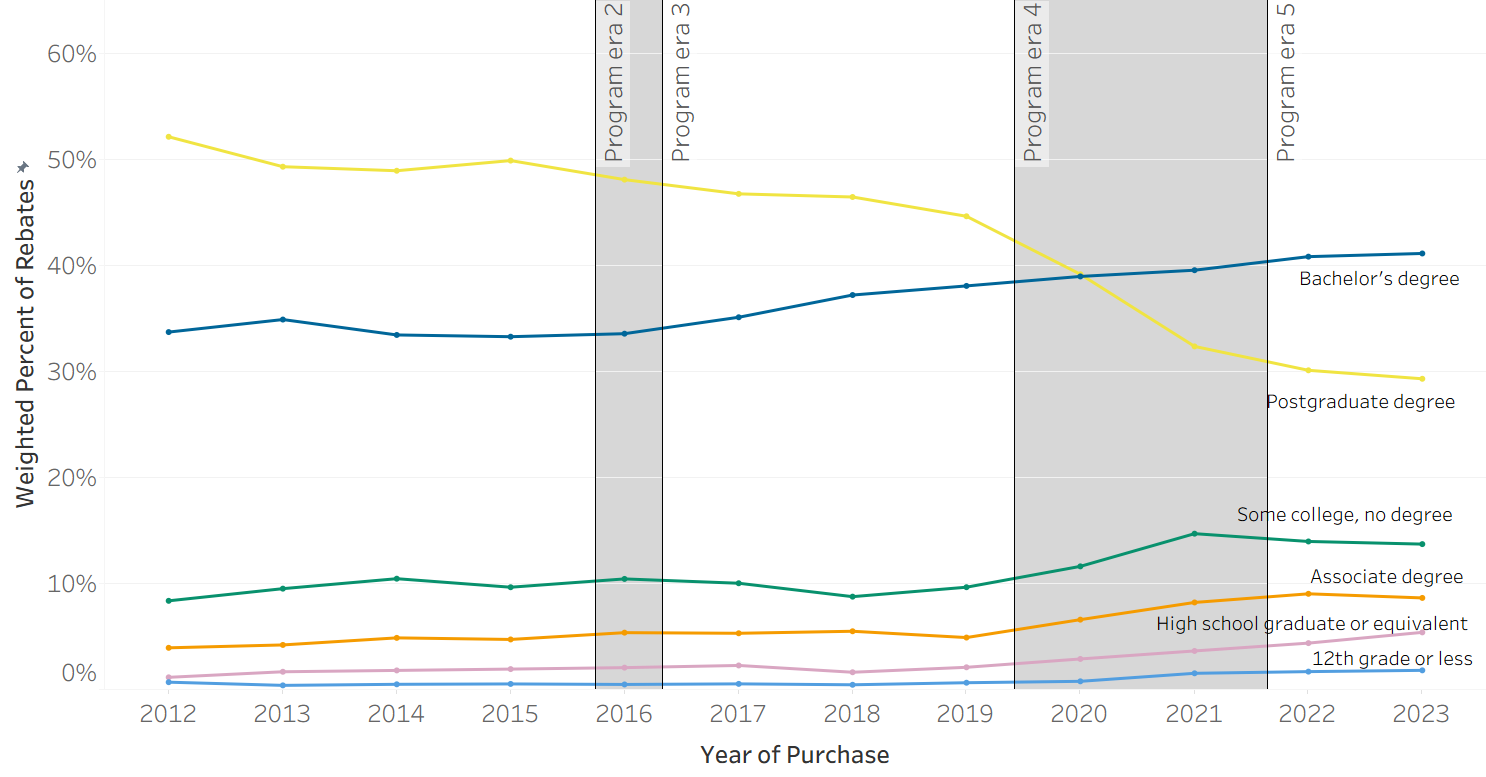 Program era 2
Program era 3
Program era 4
Program era 5
60%
50%
40%
30%
20%
10%
0%
Weighted Percent of Rebates
Bachelor’s degree
Postgraduate degree
Some college, no degree
Associate degree
High school graduate or equivalent
12th grade or less
2012 2013 2014 2015 2016 2017 2018 2019 2020 2021 2022 2023
Year of Purchase